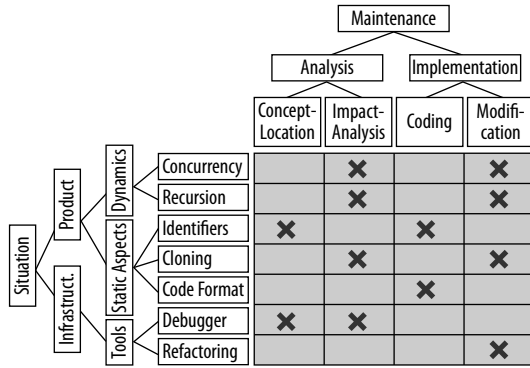 Maintenance
Analysis
Implementation
Concept-
Location
Impact-
Analysis
Coding
Modifi-
cation
Situation
Product
Infrastruct.
Dynamics
Static Aspects
Tools
Concurrency
Recursion
Identifiers
Cloning
Code Format
Debugger
Refactoring